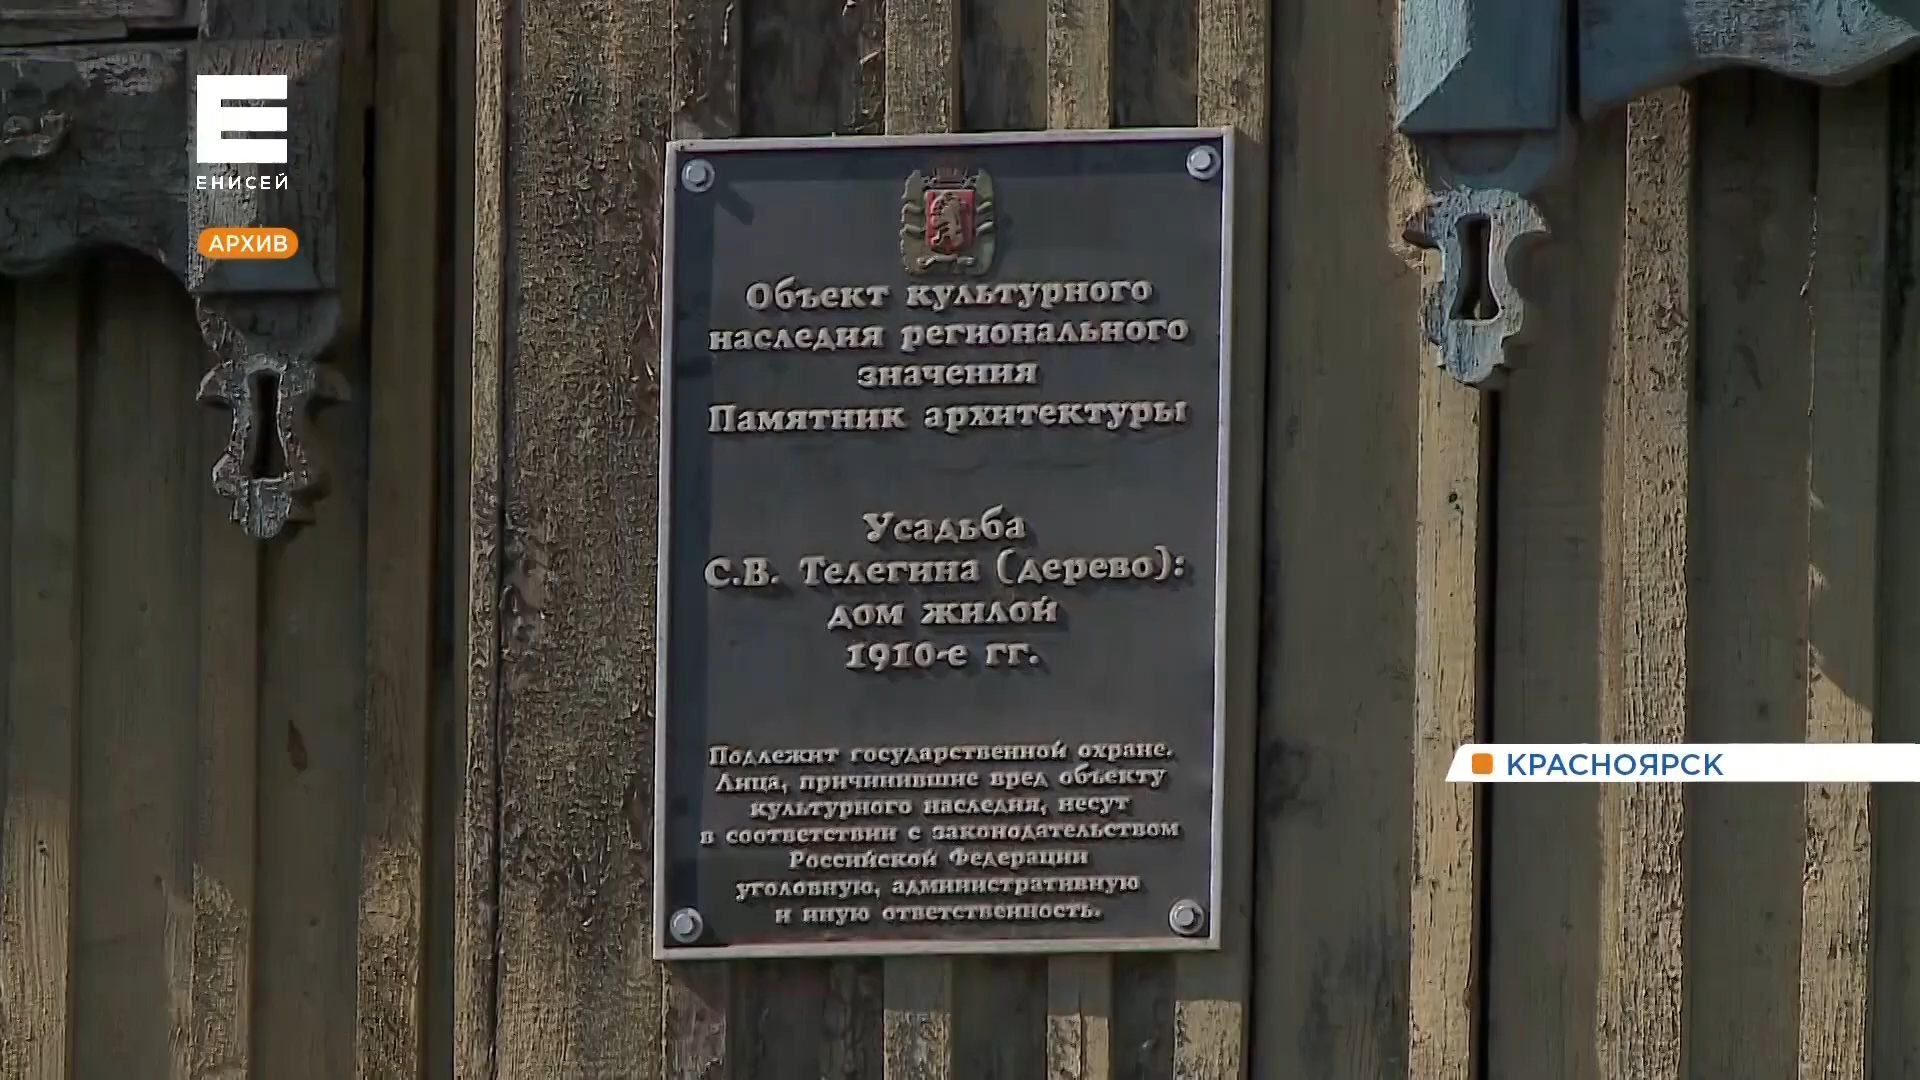 ЕНИСЕЙ
АРХИВ
Объект культурного
наследия регионального
значения
Памятник архитектуры
Усадьба
С.В. Телегина (дерево):
дом жилой
1910-е гг.
Подлежит государственной охране.
Лица, причинившие вред объекту
культурного наследия, несут
в соответствии с законодательством
Российской Федерации
уголовную, административную
и иную ответственность.
КРАСНОЯРСК